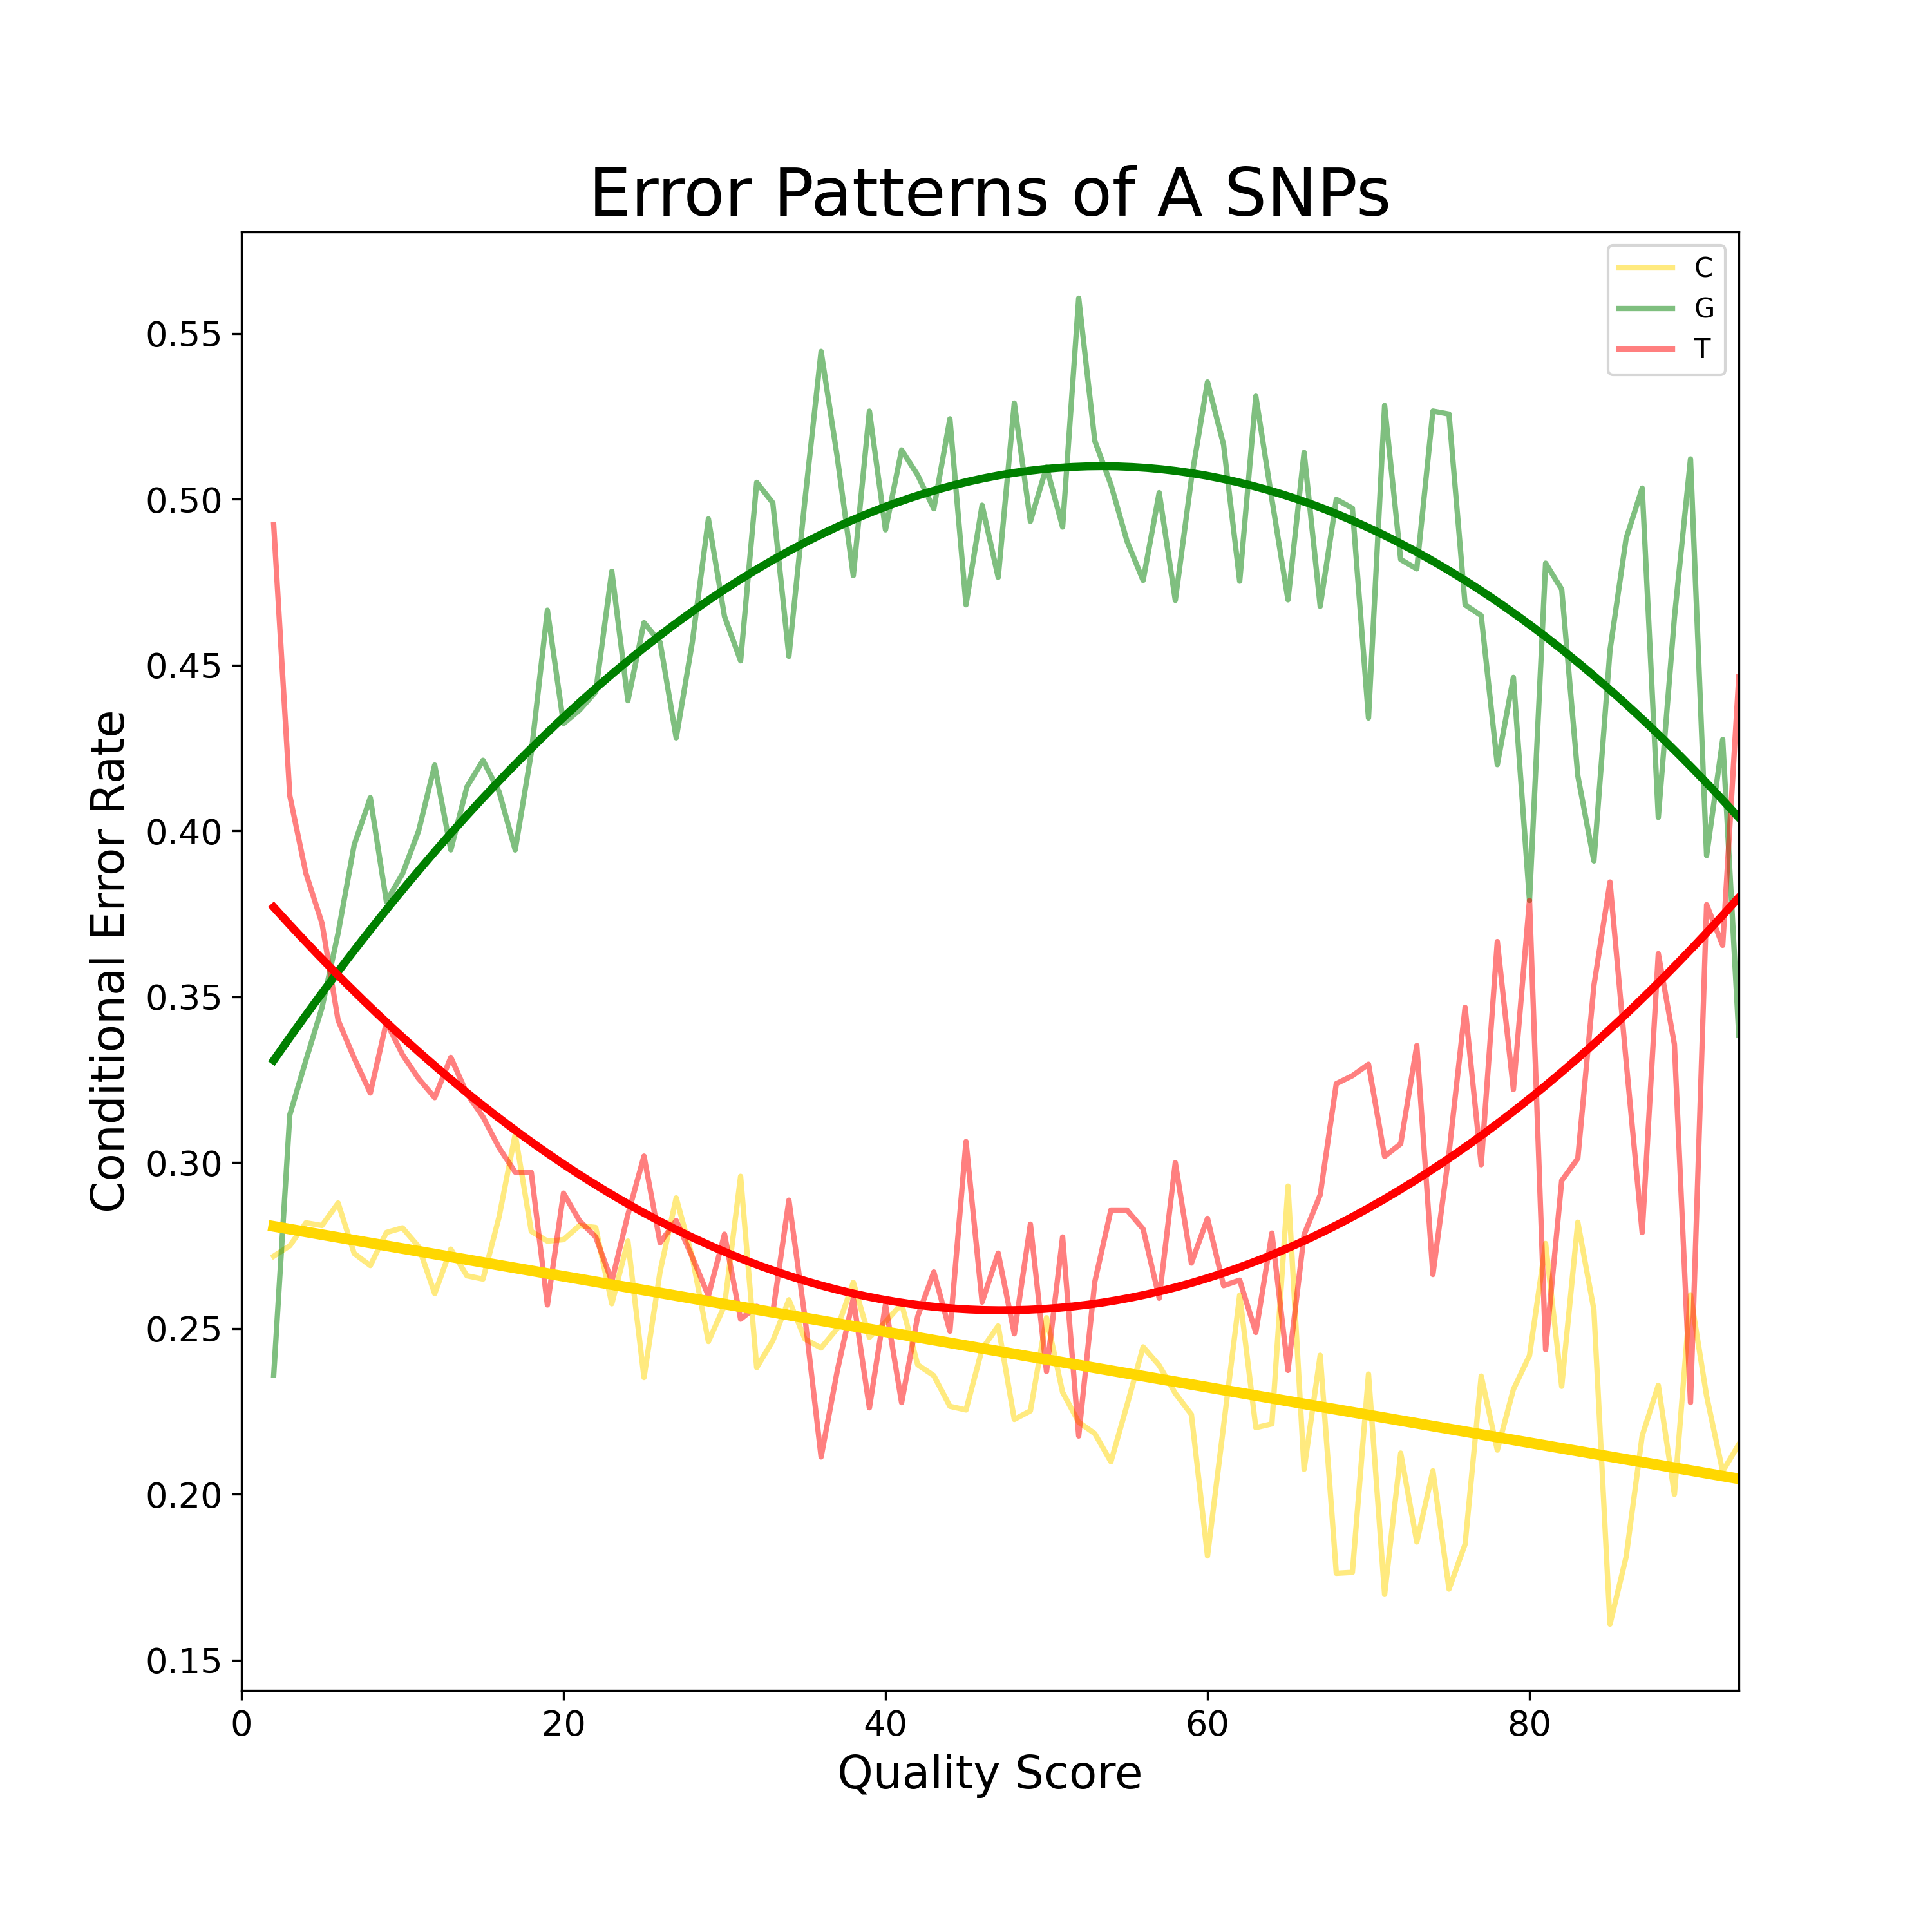 Error Patterns of A SNPs
C
G
T
0.55
0.50
0.45
0.40
0.35
0.30
0.25
0.20
0.15
Conditional Error Rate
0 20 40 60 80
Quality Score